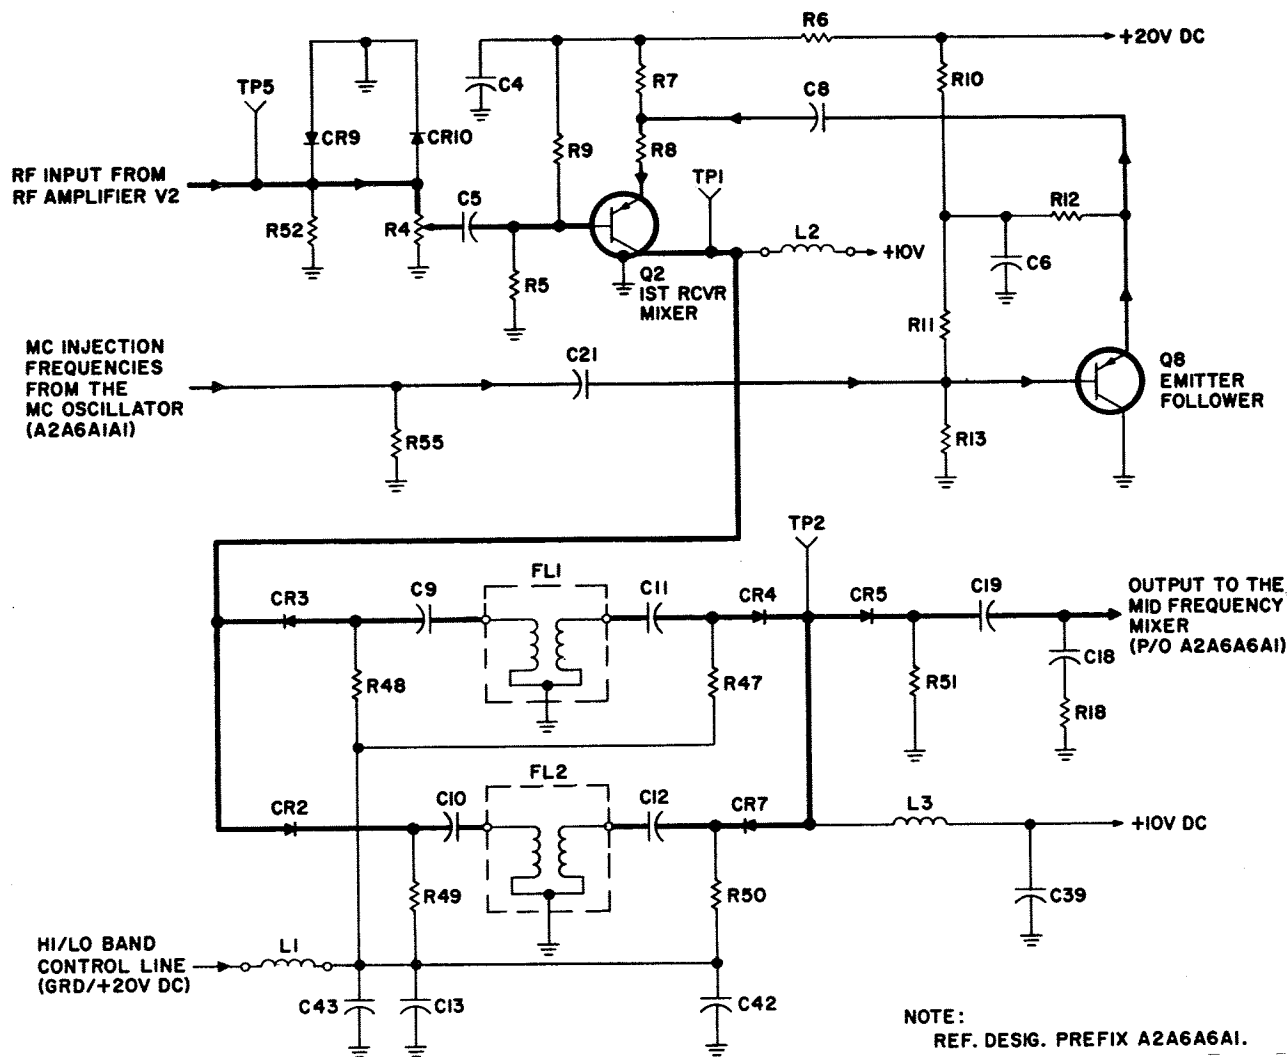 R6
+20V DC
TP5
C4
R7
C8
R10
CR9
CR10
R9
R8
RF INPUT FROM
RF AMPLIFIER V2
TP1
R12
R52
R4
C5
L2
+10V
C6
R5
Q2
1ST RCVR
MIXER
R11
MC INJECTION
FREQUENCIES
FROM THE
MC OSCILLATOR
(A2A6A1A1)
C21
Q8
EMITTER
FOLLOWER
R55
R13
TP2
FL1
CR3
C9
C11
CR4
CR5
C19
OUTPUT TO THE
MID FREQUENCY
MIXER
(P/O A2A6A6A1)
C18
R48
R47
R51
R18
FL2
CR2
C10
C12
CR7
L3
+10V DC
R49
R50
C39
HI/LO BAND
CONTROL LINE
(GRD/+20V DC)
L1
C43
C13
C42
NOTE:
REF. DESIG. PREFIX A2A6A6A1.